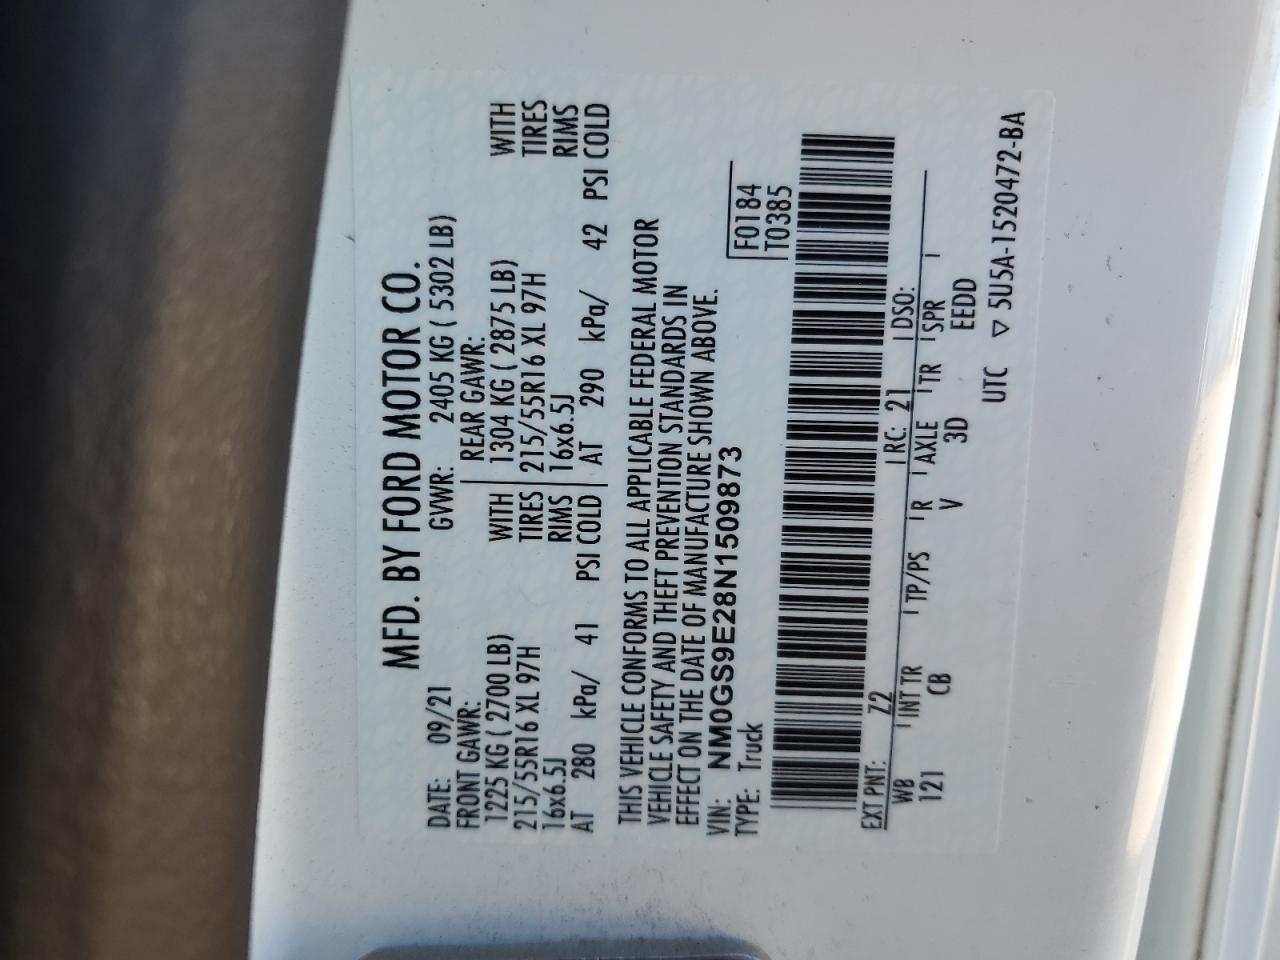 MFD. BY FORD MOTOR CO.
DATE: 09/21 GVWR: 2405 KG ( 5302 LB)
FRONT GAWR: REAR GAWR:
1225 KG ( 2700 LB) WITH 1304 KG ( 2875 LB) WITH
215/55R16 XL 97H TIRES 215/55R16 XL 97H TIRES
16x6.5J RIMS 16x6.5J RIMS
AT 280 kPa/ 41 PSI COLD AT 290 kPa/ 42 PSI COLD
THIS VEHICLE CONFORMS TO ALL APPLICABLE FEDERAL MOTOR
VEHICLE SAFETY AND THEFT PREVENTION STANDARDS IN
EFFECT ON THE DATE OF MANUFACTURE SHOWN ABOVE.
VIN: NM0GS9E28N1509873 F0184
TYPE: Truck T0385
EXT PNT: Z2 RC: 21 DSO:
WB INT TR TP/PS R AXLE TR SPR
121 CB V 3D EEDD
UTC ▽ 5U5A-1520472-BA